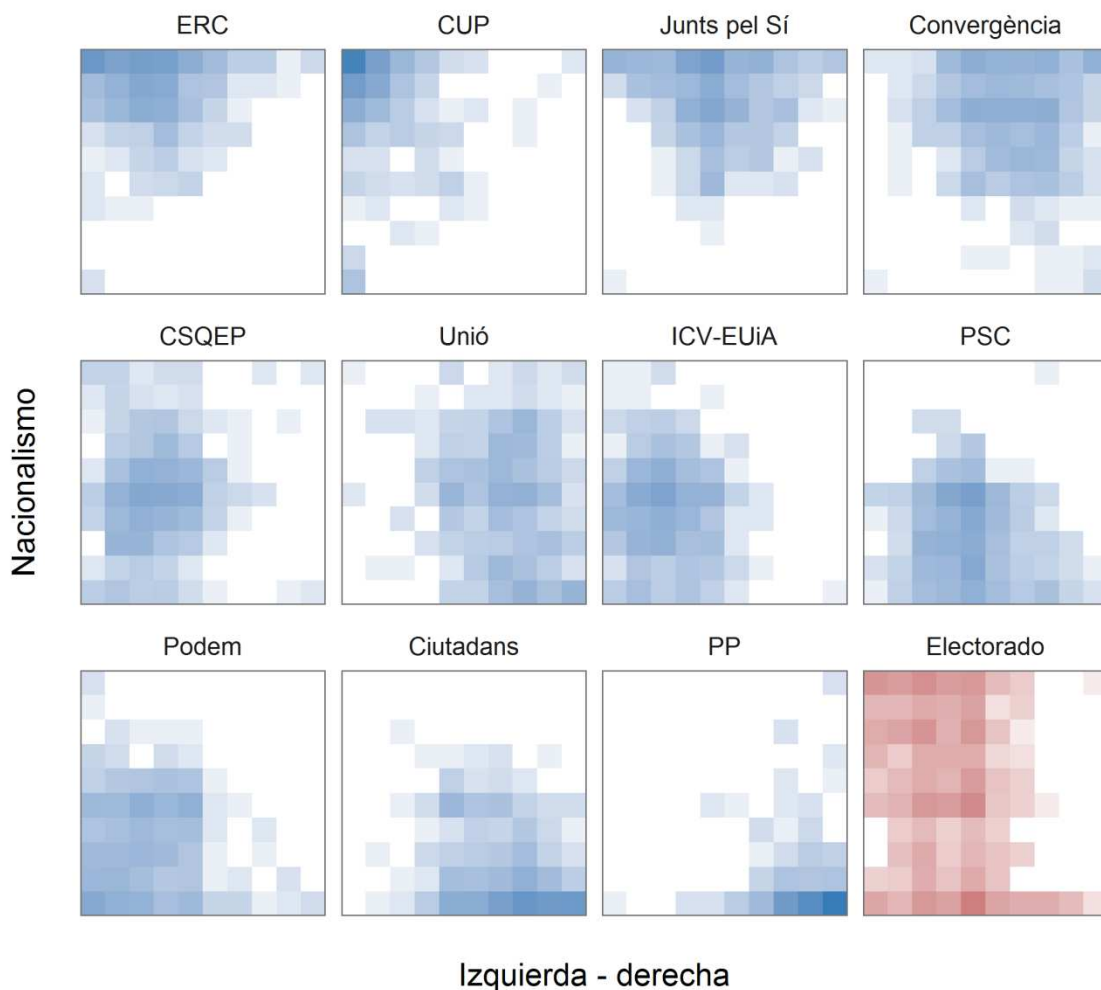 ERC
CUP
Junts pel Sí
Convergència
CSQEP
Unió
ICV-EUiA
PSC
Nacionalismo
Podem
Ciutadans
PP
Electorado
Izquierda - derecha